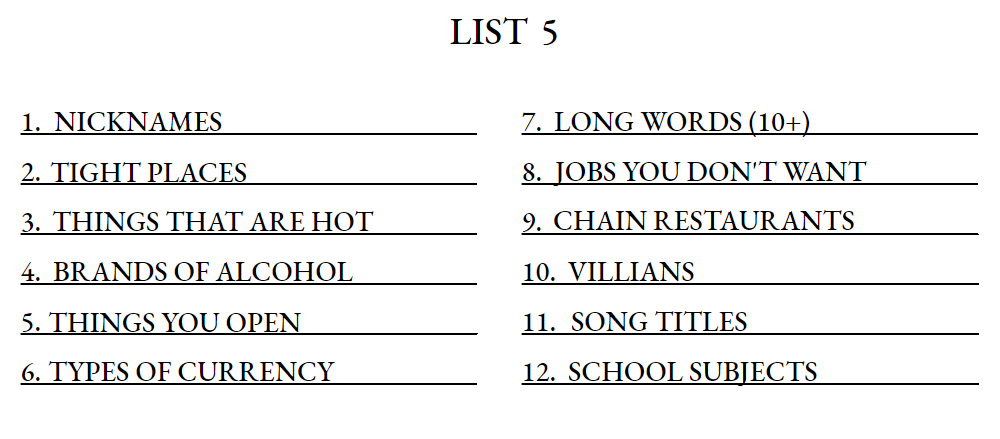 LIST 5
1. NICKNAMES
2. TIGHT PLACES
3. THINGS THAT ARE HOT
4. BRANDS OF ALCOHOL
5. THINGS YOU OPEN
6. TYPES OF CURRENCY
7. LONG WORDS (10+)
8. JOBS YOU DON'T WANT
9. CHAIN RESTAURANTS
10. VILLIANS
11. SONG TITLES
12. SCHOOL SUBJECTS